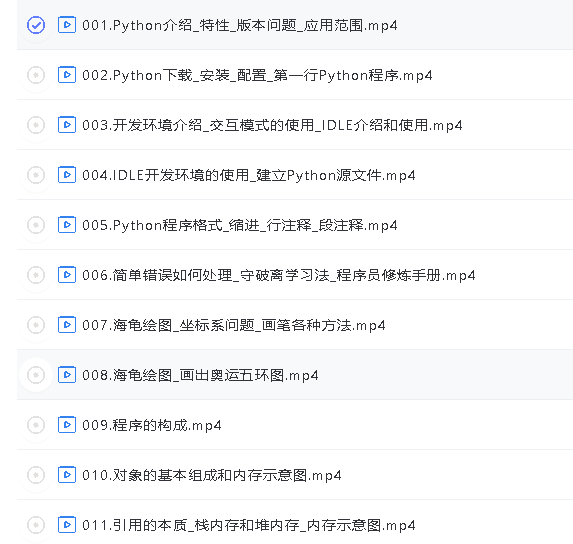 001.Python介绍_特性_版本问题_应用范围.mp4
002.Python下载_安装_配置_第一行Python程序.mp4
003.开发环境介绍_交互模式的使用_IDLE介绍和使用.mp4
004.IDLE开发环境的使用_建立Python源文件.mp4
005.Python程序格式_缩进_行注释_段注释.mp4
006.简单错误如何处理_守破离学习法_程序员修炼手册.mp4
007.海龟绘图_坐标系问题_画笔各种方法.mp4
008.海龟绘图_画出奥运五环图.mp4
009.程序的构成.mp4
010.对象的基本组成和内存示意图.mp4
011.引用的本质_栈内存和堆内存_内存示意图.mp4